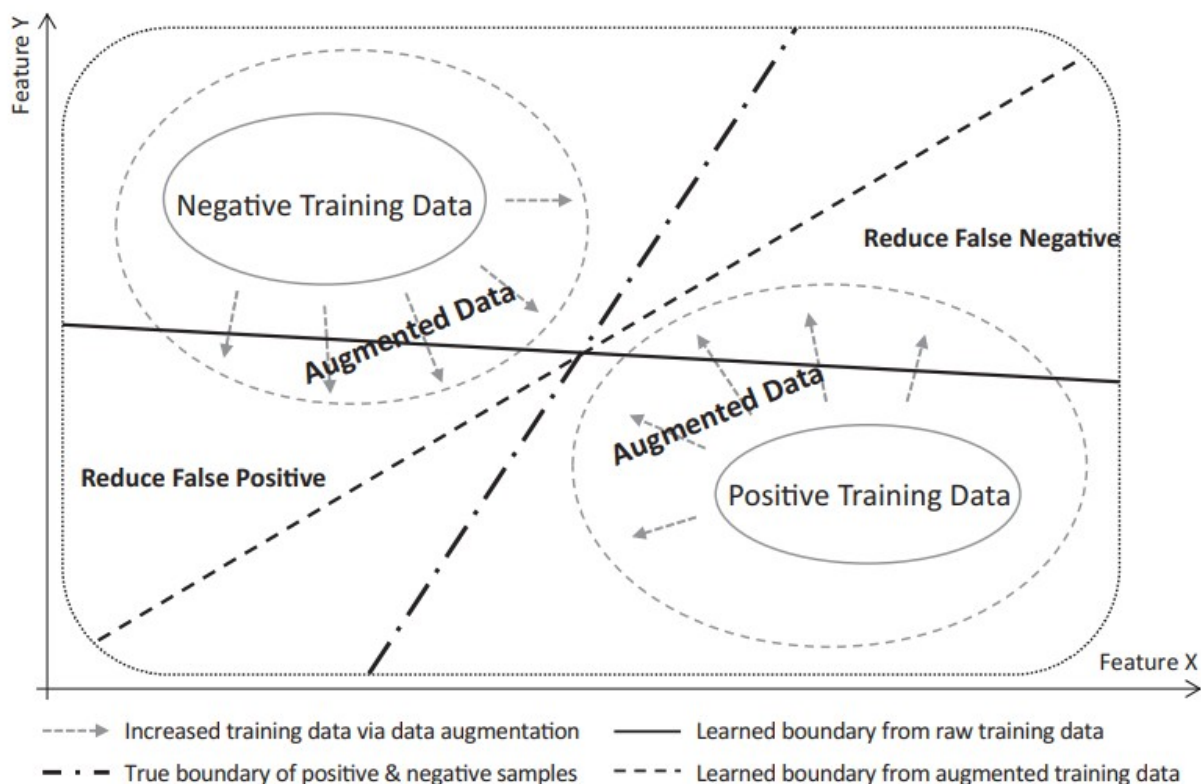 Feature Y
Negative Training Data
Reduce False Negative
Augmented Data
Augmented Data
Reduce False Positive
Positive Training Data
Feature X
Increased training data via data augmentation
Learned boundary from raw training data
True boundary of positive & negative samples
Learned boundary from augmented training data